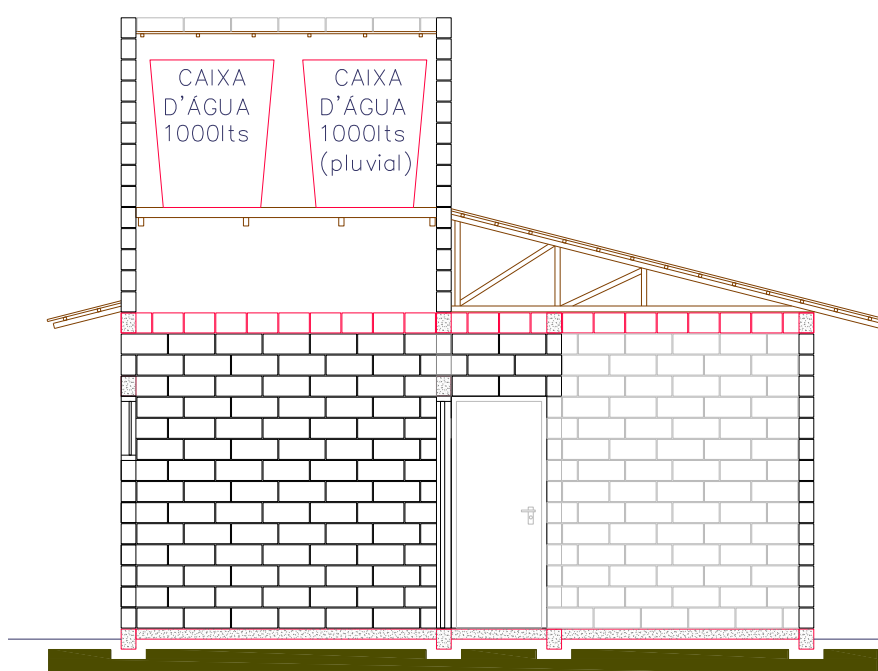 CAIXA
D'ÁGUA
1000lts
CAIXA
D'ÁGUA
1000lts
(pluvial)